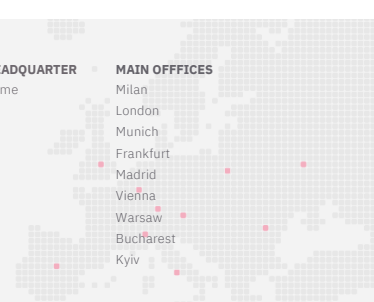 EADQUARTER
me
MAIN OFFFICES
Milan
London
Munich
Frankfurt
Madrid
Vienna
Warsaw
Bucharest
Kyiv